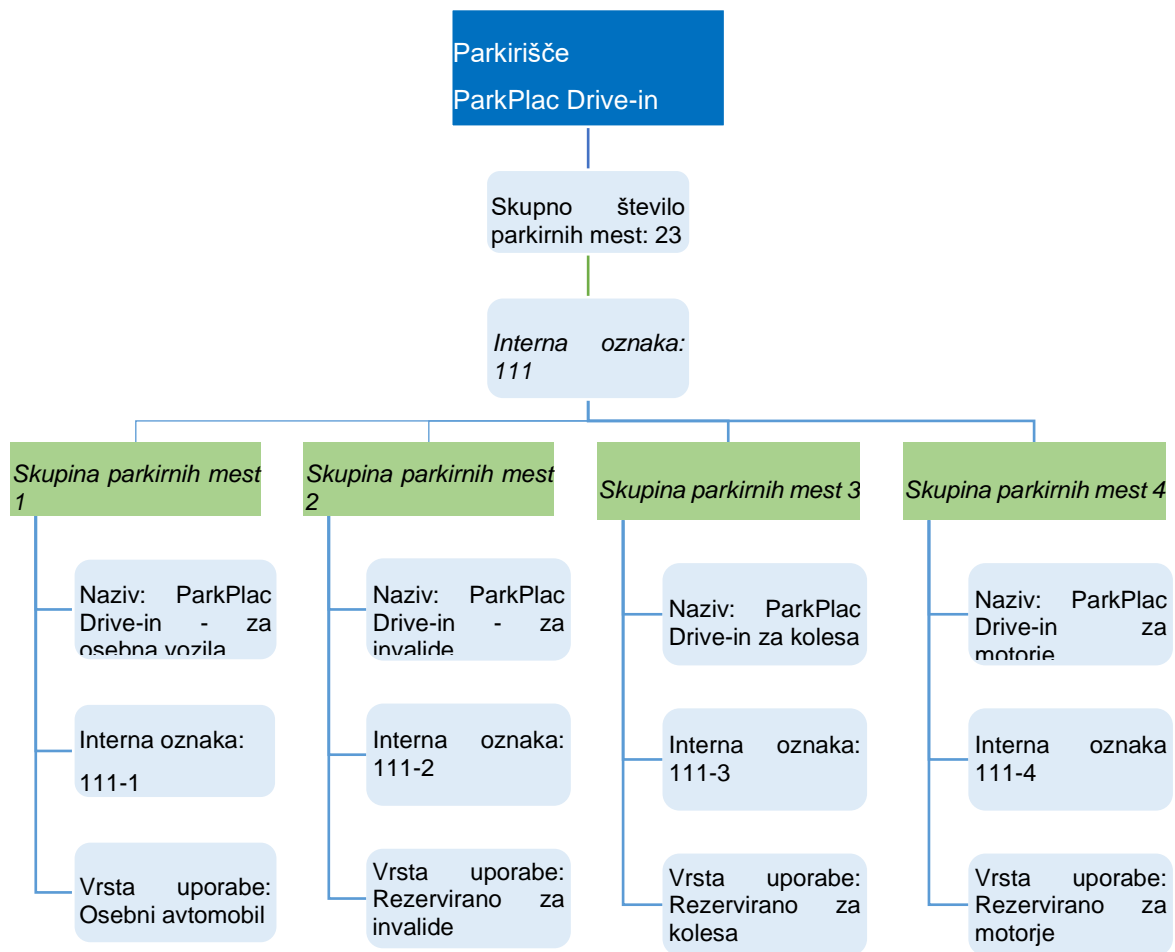 Parkirišče
ParkPlac Drive-in
Skupno število
parkirnih mest: 23
Interna oznaka:
111
Skupina parkirnih mest
1
Naziv: ParkPlac
Drive-in - za
osebna vozila
Interna oznaka:
111-1
Vrsta uporabe:
Osebni avtomobil
Skupina parkirnih mest
2
Naziv: ParkPlac
Drive-in - za
invalide
Interna oznaka:
111-2
Vrsta uporabe:
Rezervirano za
invalide
Skupina parkirnih mest 3
Naziv: ParkPlac
Drive-in za kolesa
Interna oznaka:
111-3
Vrsta uporabe:
Rezervirano za
kolesa
Skupina parkirnih mest 4
Naziv: ParkPlac
Drive-in za
motorje
Interna oznaka
111-4
Vrsta uporabe:
Rezervirano za
motorje